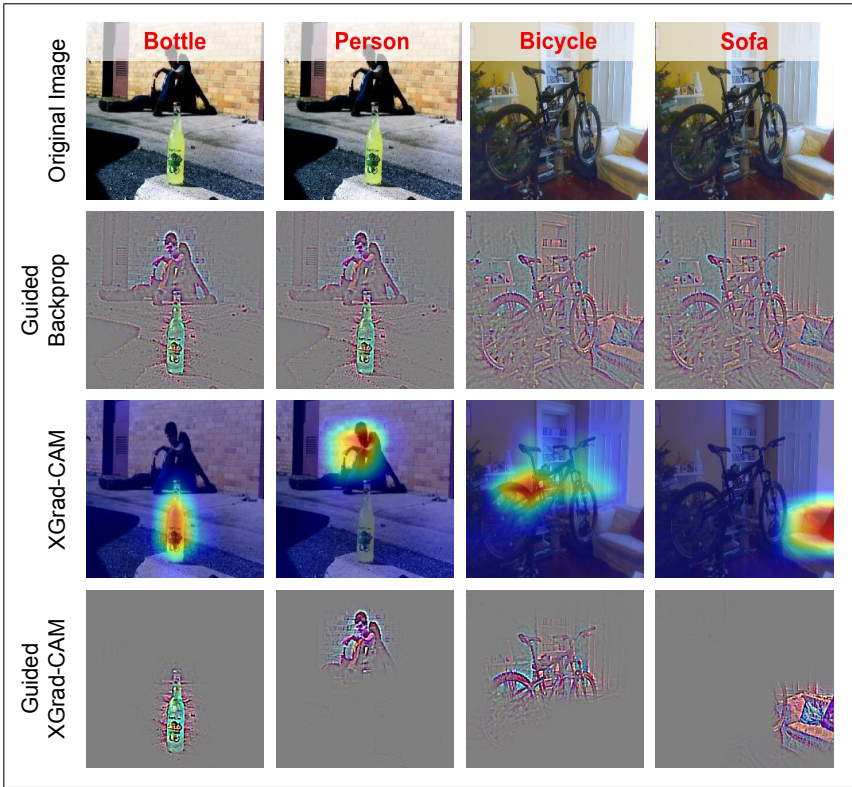 Bottle
Person
Bicycle
Sofa
Original Image
Guided
Backprop
XGrad-CAM
Guided
XGrad-CAM